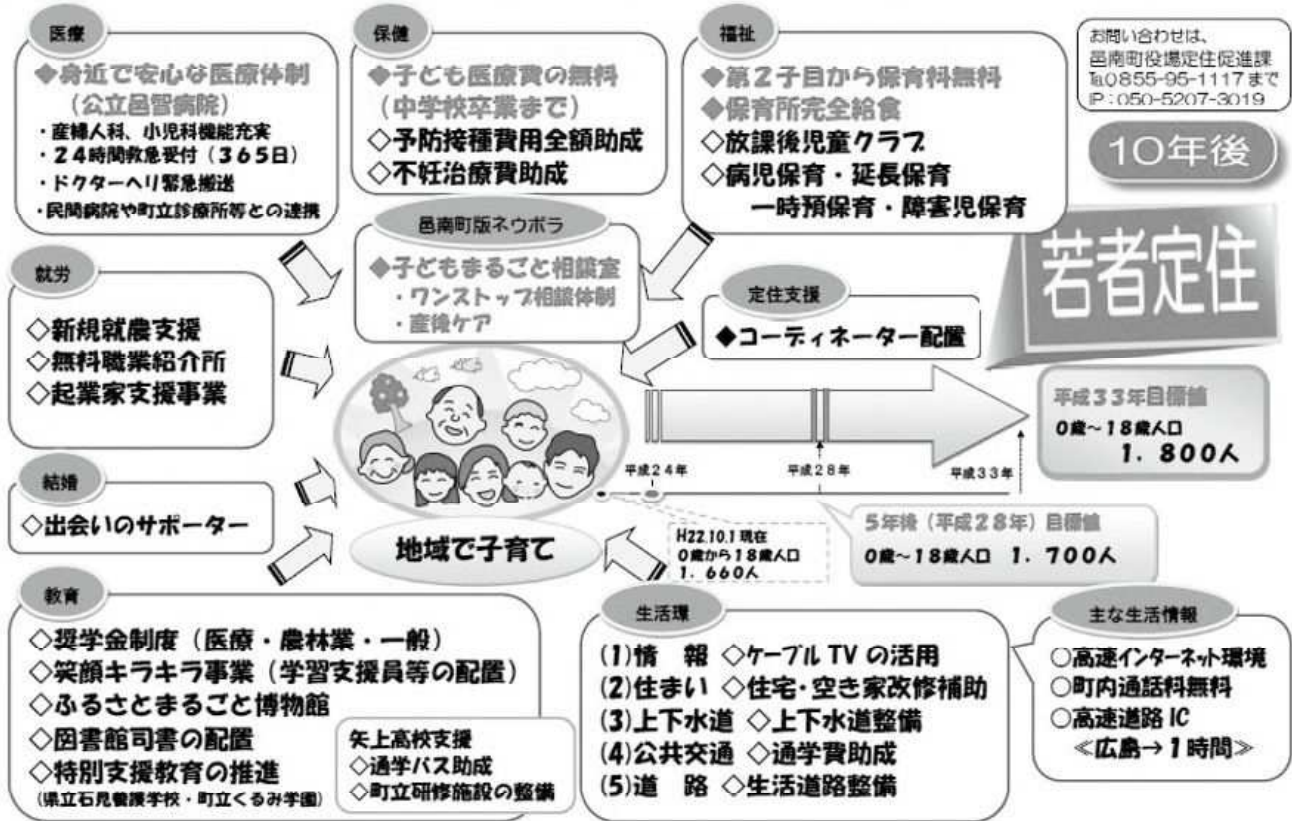 医療
◆身近で安心な医療体制
(公立邑智病院)
・産婦人科、小児科機能充実
・24時間救急受付(365日)
・ドクターヘリ緊急搬送
・民間病院や町立診療所等との連携
保健
◆子ども医療費の無料
(中学校卒業まで)
◇予防接種費用全額助成
◇不妊治療費助成
福祉
◆第2子目から保育料無料
◆保育所完全給食
◇放課後児童クラブ
◇病児保育・延長保育
一時預保育・障害児保育
お問い合わせは、
邑南町役場定住促進課
℡0855-95-1117まで
IP:050-5207-3019
10年後
若者定住
邑南町版ネウボラ
◆子どもまるごと相談室
・ワンストップ相談体制
・産後ケア
就労
◇新規就農支援
◇無料職業紹介所
◇起業家支援事業
定住支援
◆コーディネーター配置
平成33年目標値
0歳~18歳人口
1.800人
平成24年
平成28年
平成33年
結婚
◇出会いのサポーター
地域で子育て
H22.10.1現在
0歳から18歳人口
1.660人
5年後(平成28年)目標値
0歳~18歳人口 1.700人
教育
◇奨学金制度(医療・農林業・一般)
◇笑顔キラキラ事業(学習支援員等の配置)
◇ふるさとまるごと博物館
◇図書館司書の配置
◇特別支援教育の推進
(県立石見養護学校・町立くるみ学園)
矢上高校支援
◇通学バス助成
◇町立研修施設の整備
生活環
(1)情 報 ◇ケーブルTVの活用
(2)住まい ◇住宅・空き家改修補助
(3)上下水道 ◇上下水道整備
(4)公共交通 ◇通学費助成
(5)道 路 ◇生活道路整備
主な生活情報
○高速インターネット環境
○町内通話料無料
○高速道路IC
≪広島→1時間≫